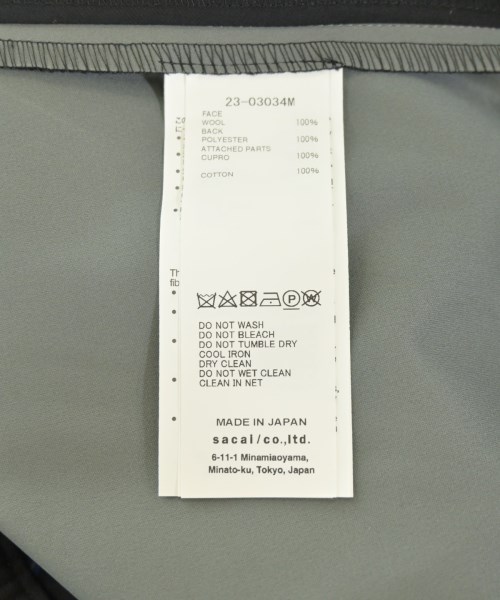 23-03034M
FACE
WOOL 100%
BACK
POLYESTER 100%
ATTACHED PARTS
CUPRO 100%
COTTON 100%
Th
fib
DO NOT WASH
DO NOT BLEACH
DO NOT TUMBLE DRY
COOL IRON
DRY CLEAN
DO NOT WET CLEAN
CLEAN IN NET
MADE IN JAPAN
sacai/co.,ltd.
6-11-1 Minamiaoyama,
Minato-ku, Tokyo, Japan